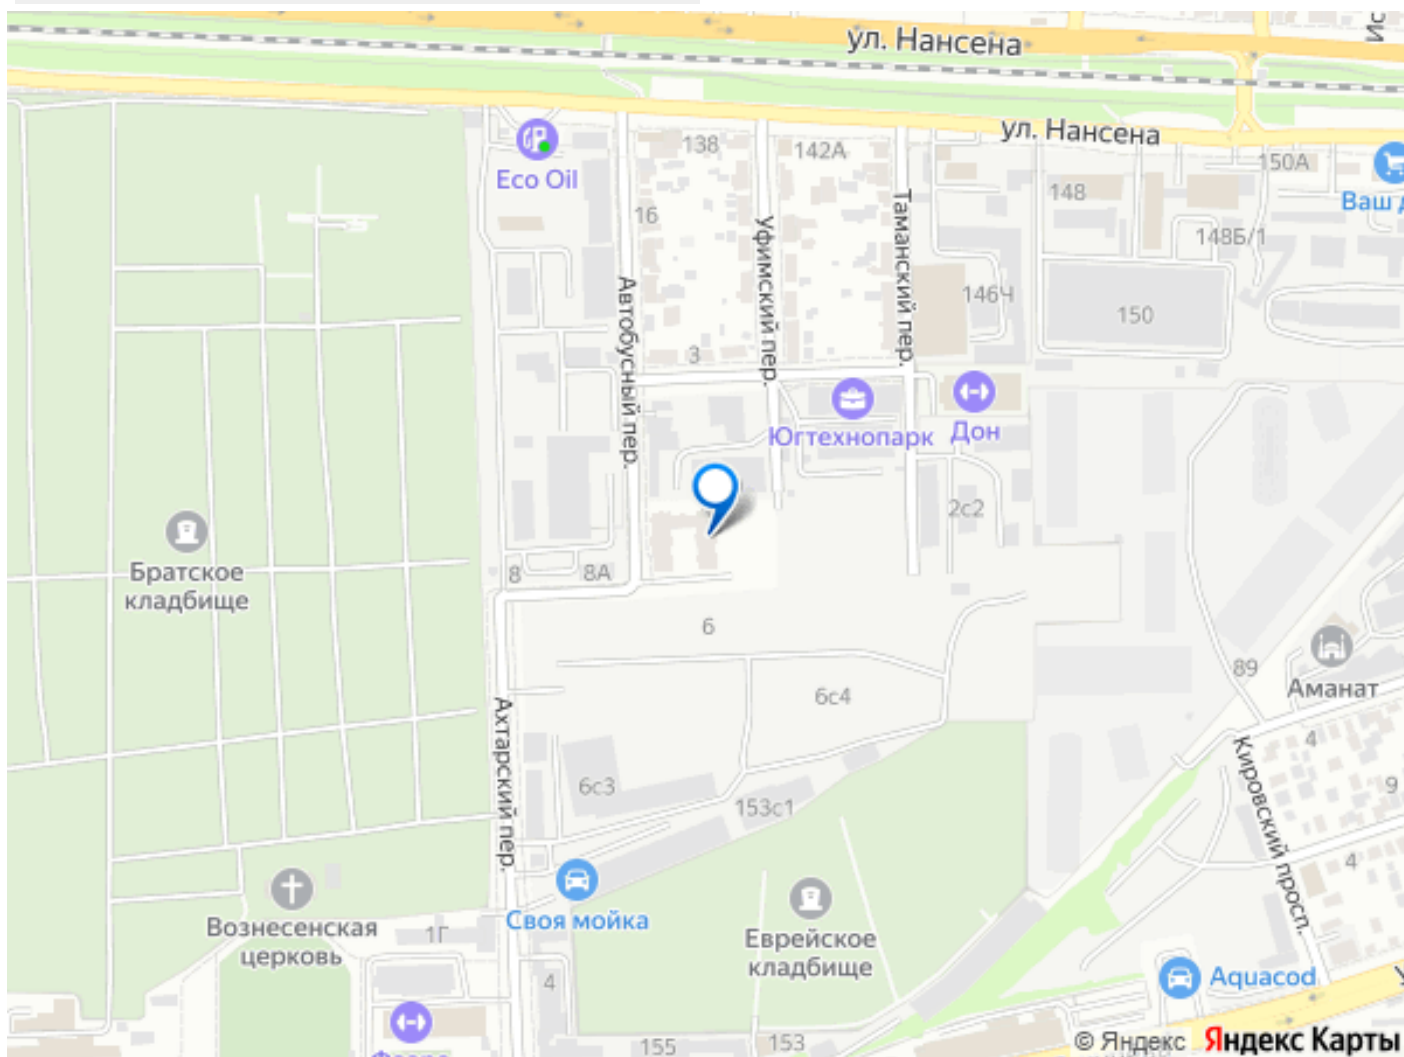 ул. Нансена
Ис
ул. Нансена
Eco Oil
138
142А
150А
148
Ваш д
16
148Б/1
Автобусный пер.
Уфимский пер.
Таманский пер.
146Ч
150
3
Югтехнопарк
Дон
2с2
Братское
кладбище
8
8А
6
89
Аманат
6с4
Ахтарский пер.
4
Кировский просп.
6с3
153с1
9
4
Вознесенская
церковь
1Г
Своя мойка
Еврейское
кладбище
4
Aquacod
155
153
© Яндекс Яндекс Карты